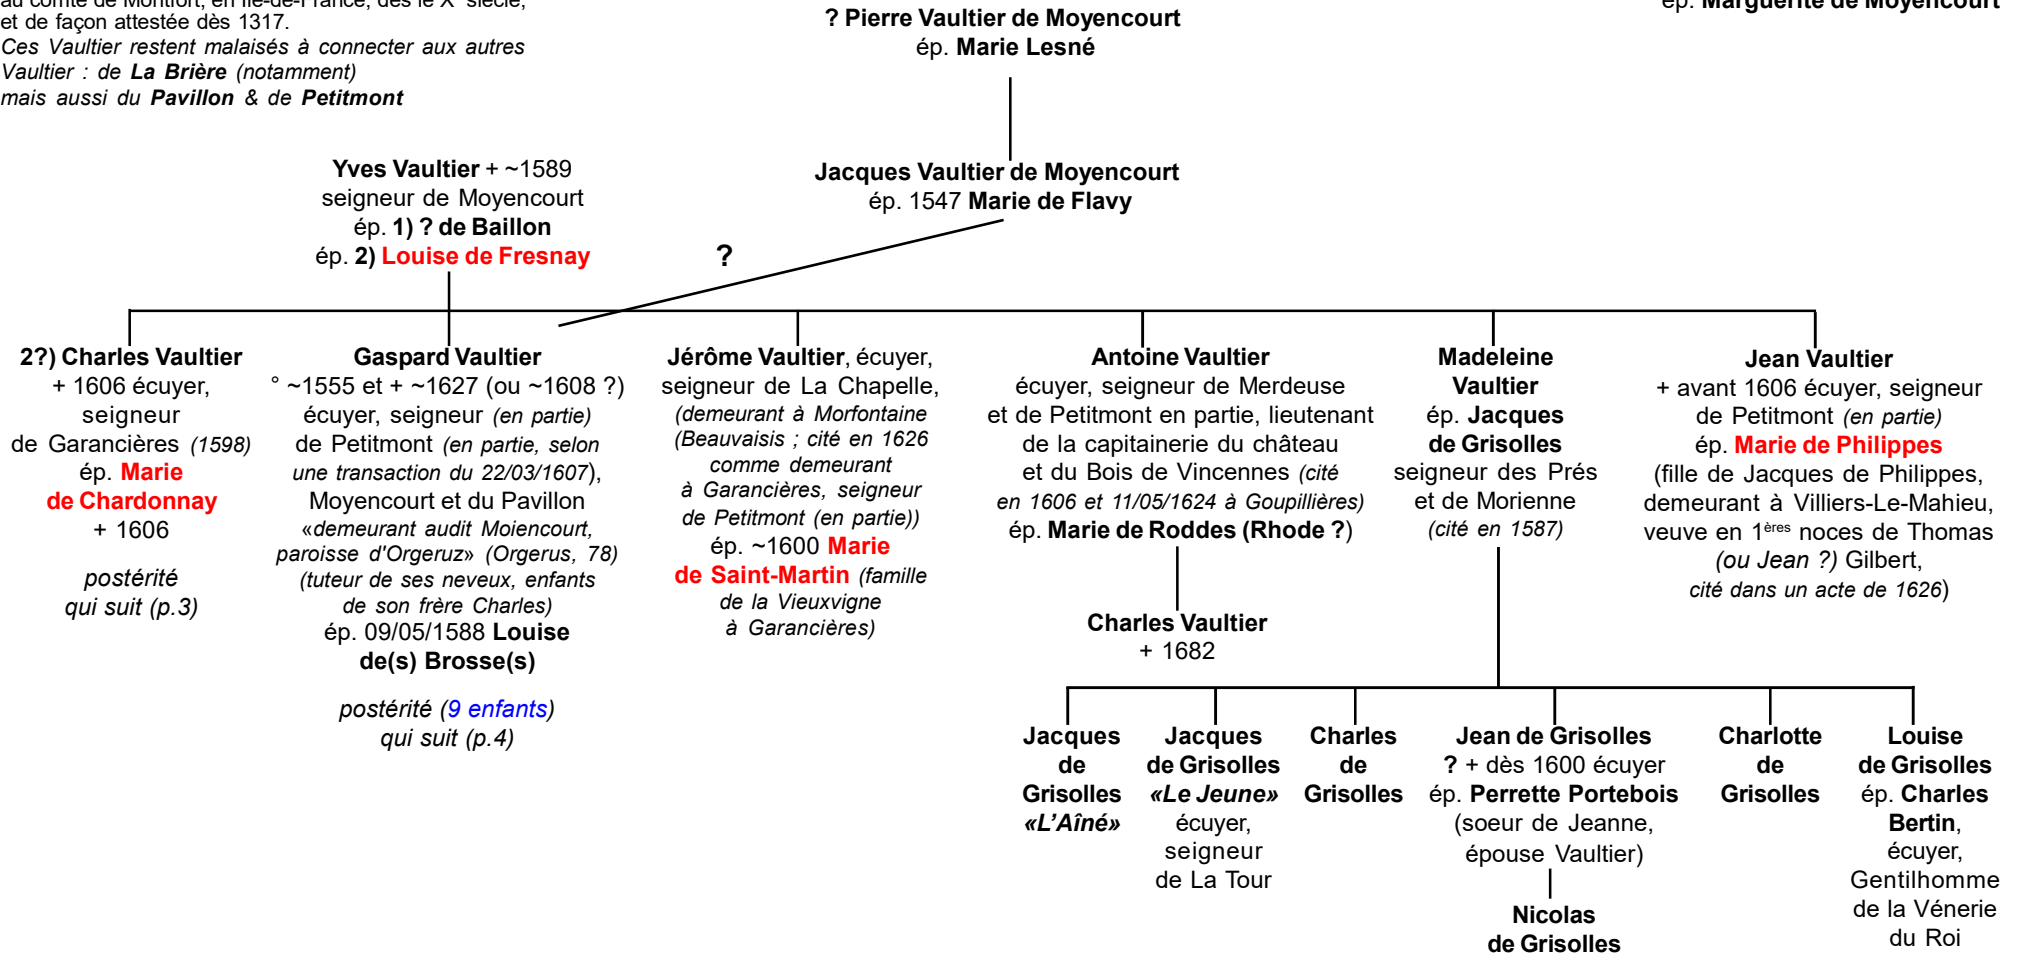 au comté de Montfort, en Ile-de-France, dès le X° siècle,
et de façon attestée dès 1317.
Ces Vaultier restent malaisés à connecter aux autres
Vaultier : de La Brière (notamment)
mais aussi du Pavillon & de Petitmont
? Pierre Vaultier de Moyencourt
ép. Marie Lesné
ép. Marguerite de Moyencourt
Yves Vaultier + ~1589
seigneur de Moyencourt
ép. 1) ? de Baillon
ép. 2) Louise de Fresnay
Jacques Vaultier de Moyencourt
ép. 1547 Marie de Flavy
?
2?) Charles Vaultier
+ 1606 écuyer,
seigneur
de Garancières (1598)
ép. Marie
de Chardonnay
+ 1606
postérité
qui suit (p.3)
Gaspard Vaultier
° ~1555 et + ~1627 (ou ~1608 ?)
écuyer, seigneur (en partie)
de Petitmont (en partie, selon
une transaction du 22/03/1607),
Moyencourt et du Pavillon
«demeurant audit Moiencourt,
paroisse d'Orgeruz» (Orgerus, 78)
(tuteur de ses neveux, enfants
de son frère Charles)
ép. 09/05/1588 Louise
de(s) Brosse(s)
postérité (9 enfants)
qui suit (p.4)
Jérôme Vaultier, écuyer,
seigneur de La Chapelle,
(demeurant à Morfontaine
(Beauvaisis ; cité en 1626
comme demeurant
à Garancières, seigneur
de Petitmont (en partie))
ép. ~1600 Marie
de Saint-Martin (famille
de la Vieuxvigne
à Garancières)
Antoine Vaultier
écuyer, seigneur de Merdeuse
et de Petitmont en partie, lieutenant
de la capitainerie du château
et du Bois de Vincennes (cité
en 1606 et 11/05/1624 à Goupillières)
ép. Marie de Roddes (Rhode ?)
Charles Vaultier
+ 1682
Madeleine
Vaultier
ép. Jacques
de Grisolles
seigneur des Prés
et de Morienne
(cité en 1587)
Jean Vaultier
+ avant 1606 écuyer, seigneur
de Petitmont (en partie)
ép. Marie de Philippes
(fille de Jacques de Philippes,
demeurant à Villiers-Le-Mahieu,
veuve en 1ères noces de Thomas
(ou Jean ?) Gilbert,
cité dans un acte de 1626)
Jacques
de
Grisolles
«L'Aîné»
Jacques
de Grisolles
«Le Jeune»
écuyer,
seigneur
de La Tour
Charles
de
Grisolles
Jean de Grisolles
? + dès 1600 écuyer
ép. Perrette Portebois
(soeur de Jeanne,
épouse Vaultier)
Nicolas
de Grisolles
Charlotte
de
Grisolles
Louise
de Grisolles
ép. Charles
Bertin,
écuyer,
Gentilhomme
de la Vénerie
du Roi